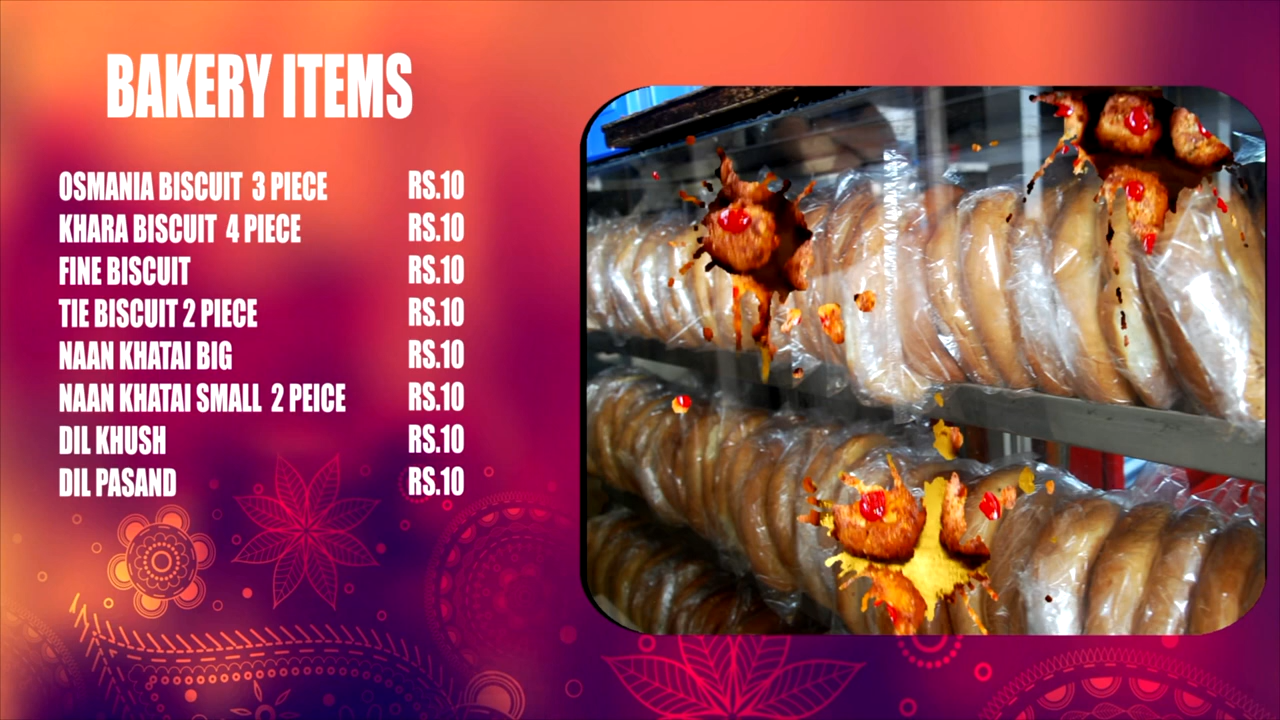 BAKERY ITEMS
OSMANIA BISCUIT 3 PIECE RS.10
KHARA BISCUIT 4 PIECE RS.10
FINE BISCUIT RS.10
TIE BISCUIT 2 PIECE RS.10
NAAN KHATAI BIG RS.10
NAAN KHATAI SMALL 2 PEICE RS.10
DIL KHUSH RS.10
DIL PASAND RS.10